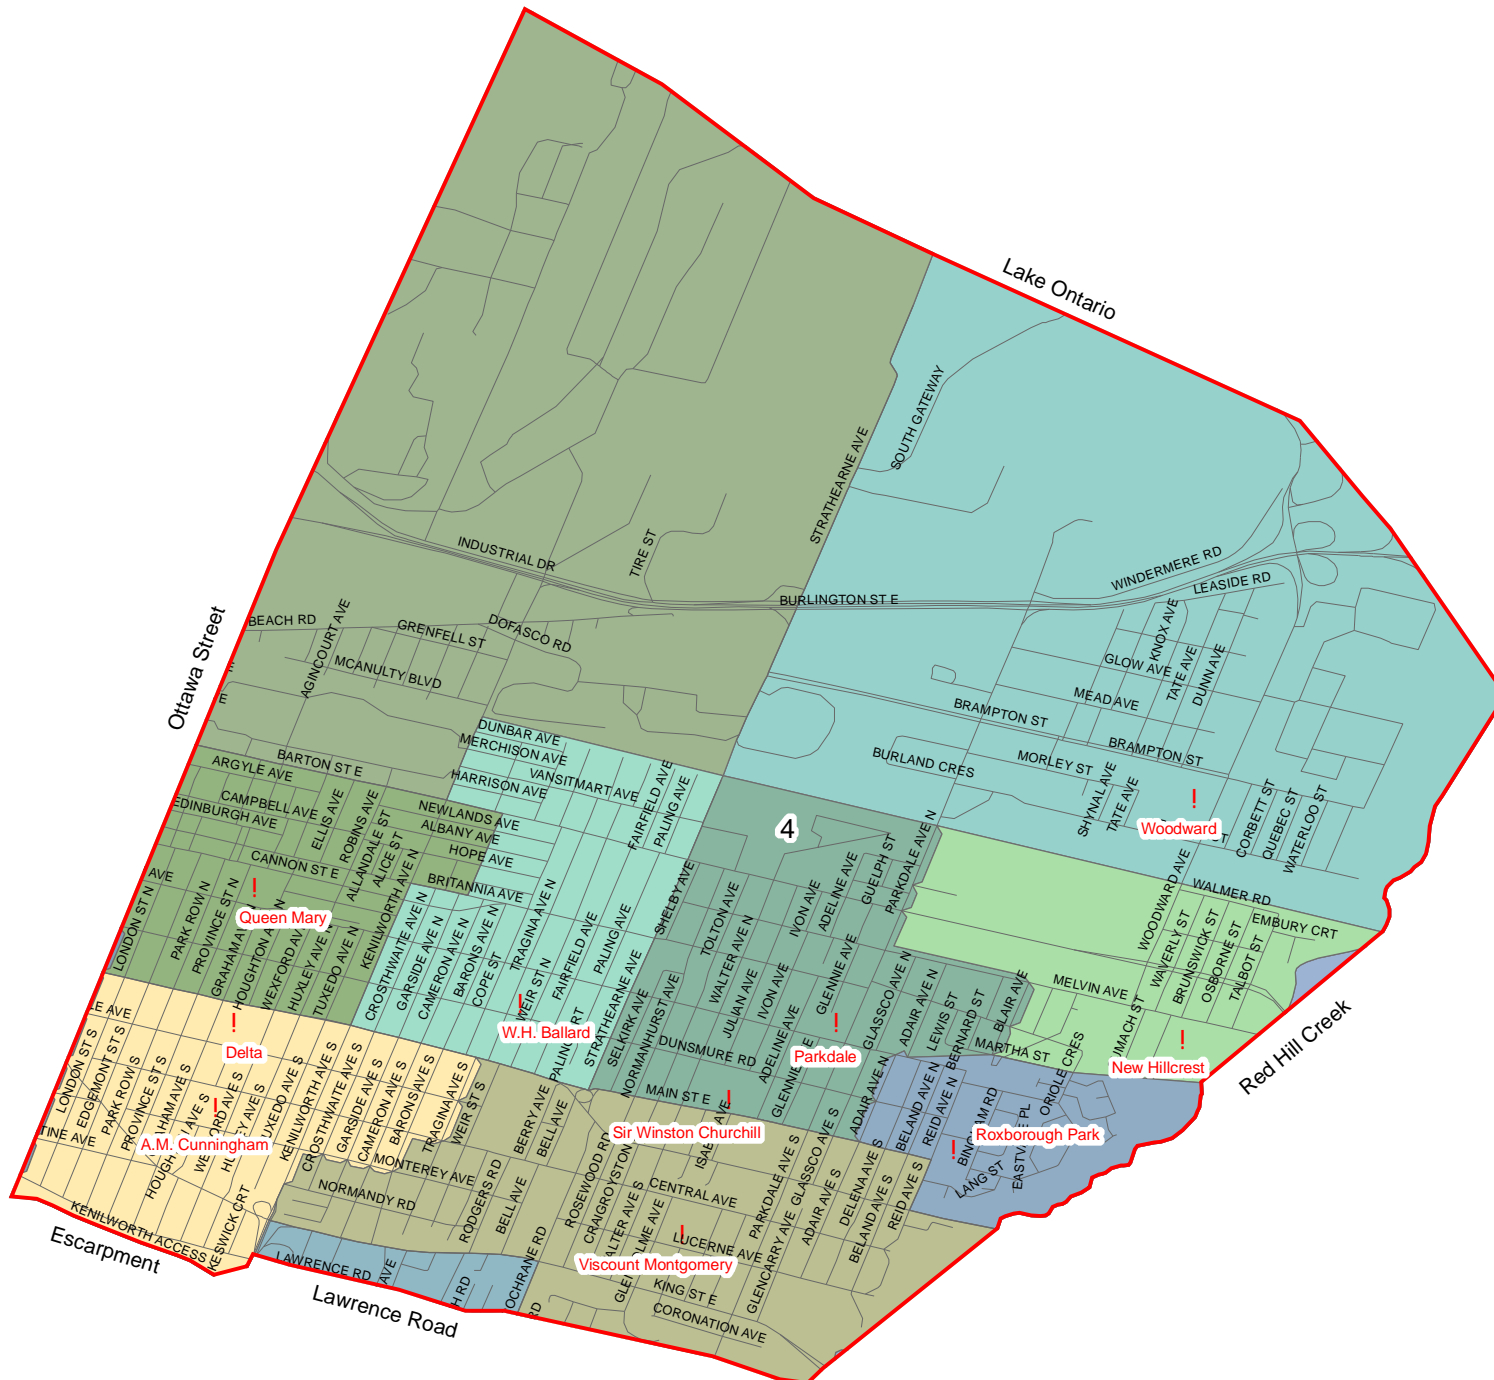 Lake Ontario
SOUTH GATEWAY
STRATHEARNE AVE
INDUSTRIAL DR
TIRE ST
WINDERMERE RD
LEASIDE RD
BURLINGTON ST E
BEACH RD
AGINCOURT AVE
GRENFELL ST
DOFASCO RD
MCANULTY BLVD
Ottawa Street
KNOX AVE
GLOW AVE
TATE AVE
DUNN AVE
MEAD AVE
BRAMPTON ST
BRAMPTON ST
BURLAND CRES
MORLEY ST
SHYNAL AVE
TATE AVE
Woodward
CORBETT ST
QUEBEC ST
WATERLOO ST
DUNBAR AVE
MERCHISON AVE
VANSITMART AVE
HARRISON AVE
FAIRFIELD AVE
PALING AVE
BARTON ST E
ARGYLE AVE
CAMPBELL AVE
EDINBURGH AVE
ELLIS AVE
ROBINS AVE
ALLANDALE ST
ALICE ST
NEWLANDS AVE
ALBANY AVE
HOPE AVE
CANNON ST E
BRITANNIA AVE
KENILWORTH AVE N
4
GUELPH ST
PARKDALE AVE N
ADELINE AVE
IVON AVE
SHELBY AVE
TOLTON AVE
WALTER AVE N
WOODWARD AVE
WALMER RD
EMBURY CRT
WAVERLY ST
BRUNSWICK ST
OSBORNE ST
TALBOT ST
MELVIN AVE
AVE
LONDON ST N
PARK ROW N
PROVINCE ST N
Queen Mary
HUXLEY AVE N
TUXEDO AVE N
CROSTHWAITE AVE N
GARSIDE AVE N
CAMERON AVE N
BARONS AVE N
COPE ST
TRAGINA AVE N
WEIR ST N
FAIRFIELD AVE
PALING AVE
W.H. Ballard
STRATHEARNE AVE
SELKIRK AVE
NORMANHURST AVE
JULIAN AVE
IVON AVE
GLENNIE AVE
ADELINE AVE
DUNSMURE RD
Parkdale
GLASSCO AVE N
ADAIR AVE N
LEWIS ST
BERNARD ST
BLAIR AVE
MARTHA ST
ORIOLE CRES
New Hillcrest
Red Hill Creek
Delta
LONDON ST S
EDGEMONT ST S
PARK ROW S
PROVINCE ST S
A.M. Cunningham
KENILWORTH AVE S
CROSTHWAITE AVE S
GARSIDE AVE S
CAMERON AVE S
BARONS AVE S
TRAGINA AVE S
WEIR ST S
BERRY AVE
BELL AVE
MAIN ST E
Sir Winston Churchill
ADAIR AVE N
BELAND AVE N
REID AVE N
Roxborough Park
LANG ST
MONTEREY AVE
NORMANDY RD
RODGERS RD
BELL AVE
ROSEWOOD RD
CENTRAL AVE
PARKDALE AVE S
GLASSCO AVE S
ADAIR AVE S
DELENA AVE S
BELAND AVE S
REID AVE S
LUCERNE AVE
Viscount Montgomery
GLENCARRY AVE
KING ST E
CORONATION AVE
KENILWORTH ACCESS
KESWICK CRT
Escarpment
LAWRENCE RD
AVE
Lawrence Road